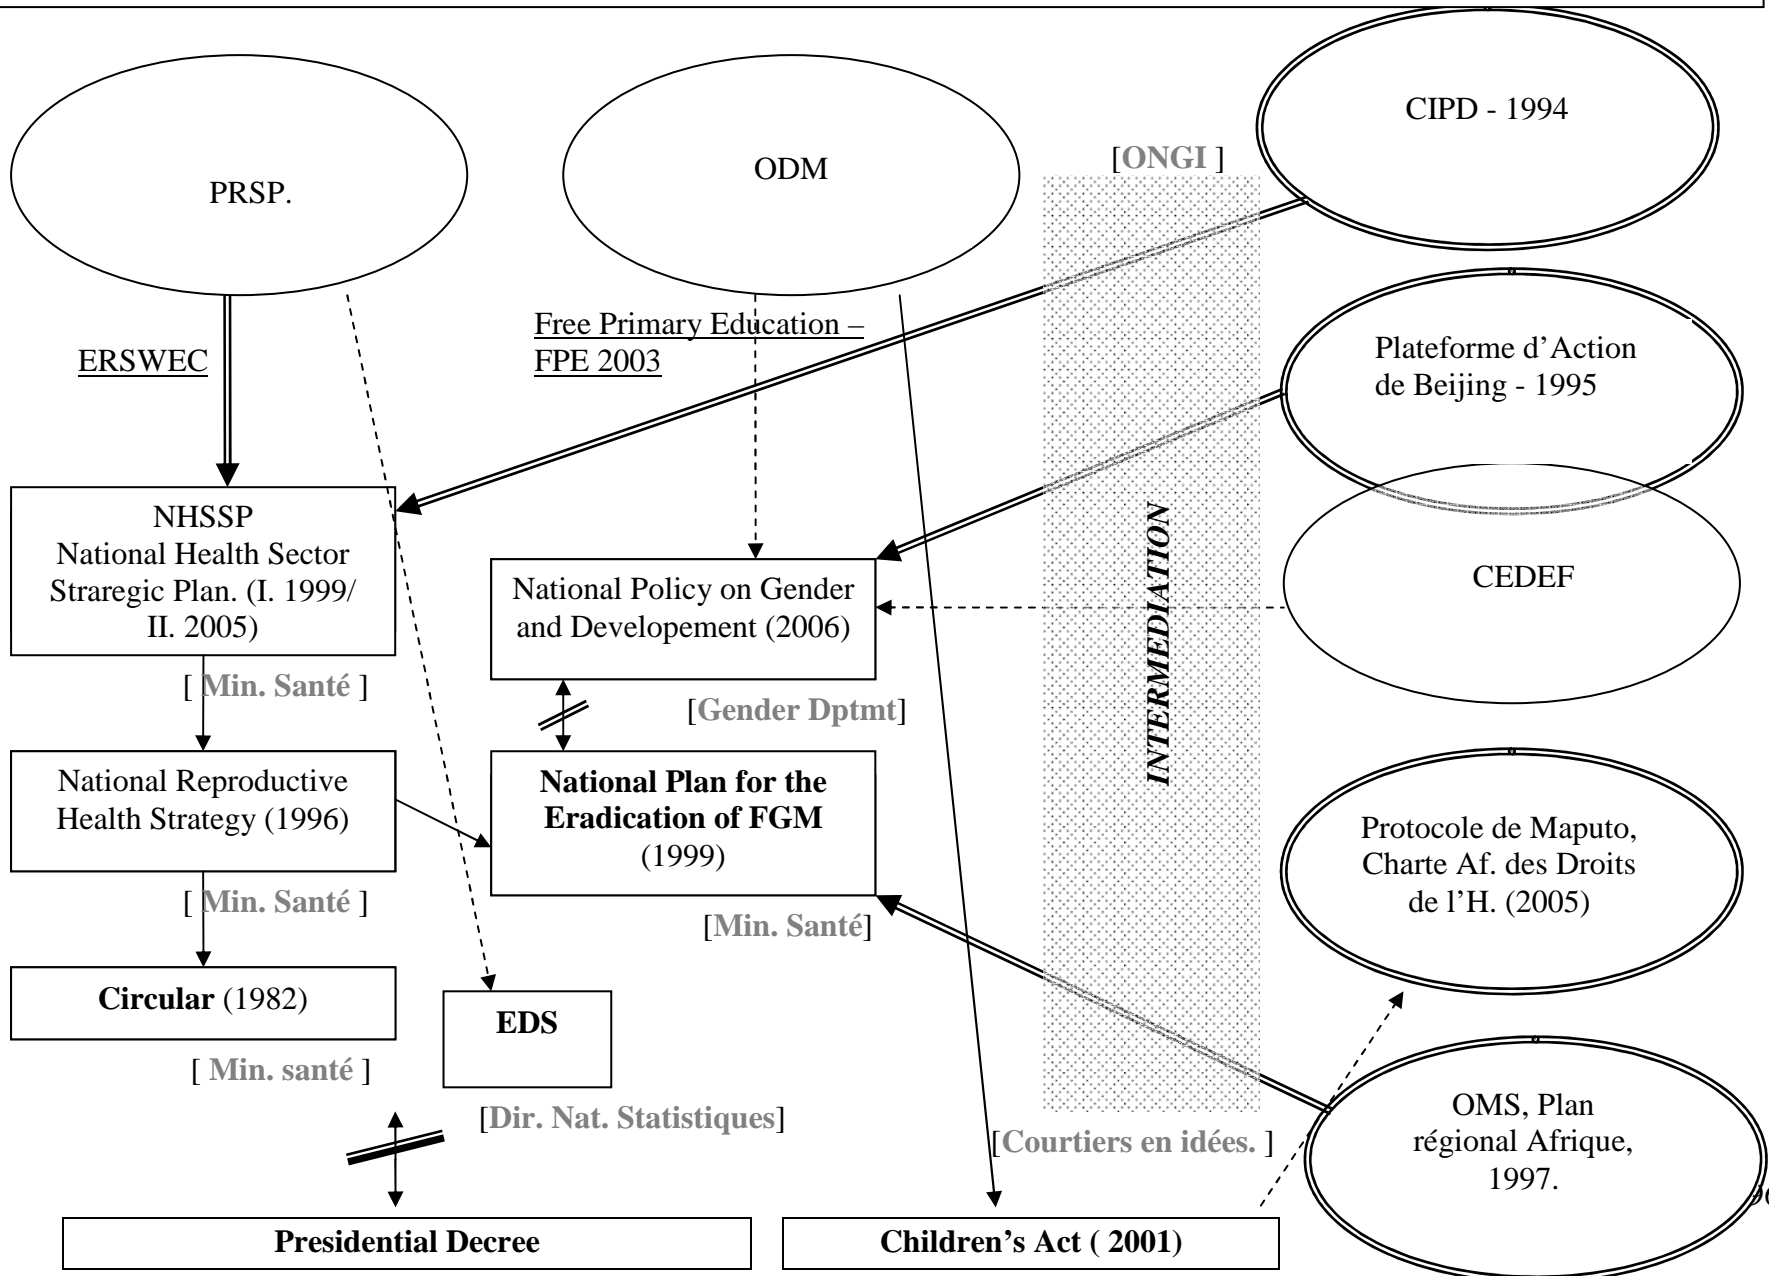 CIPD - 1994
[ONGI ]
ODM
PRSP.
Free Primary Education –
FPE 2003
ERSWEC
Plateforme d’Action
de Beijing - 1995
NHSSP
National Health Sector
Straregic Plan. (I. 1999/
II. 2005)
[ Min. Santé ]
National Policy on Gender
and Developement (2006)
[Gender Dptmt]
INTERMEDIATION
CEDEF
National Reproductive
Health Strategy (1996)
[ Min. Santé ]
National Plan for the
Eradication of FGM
(1999)
[Min. Santé]
Protocole de Maputo,
Charte Af. des Droits
de l’H. (2005)
Circular (1982)
[ Min. santé ]
EDS
[Dir. Nat. Statistiques]
[Courtiers en idées. ]
OMS, Plan
régional Afrique,
1997.
Presidential Decree
Children’s Act ( 2001)